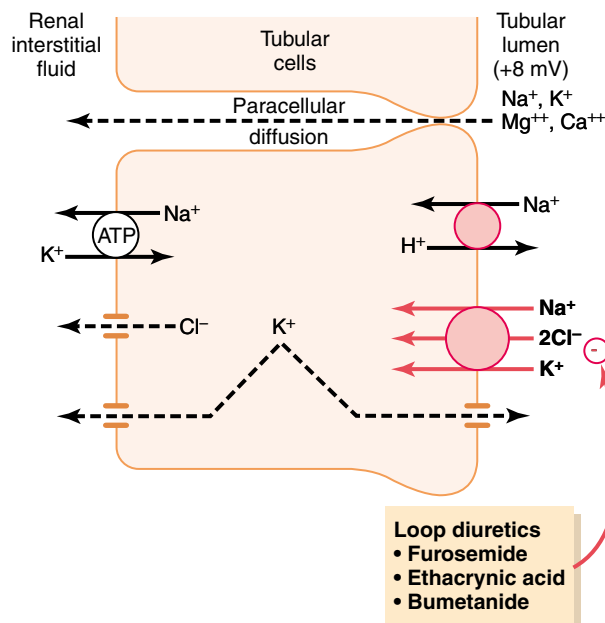 Renal
interstitial
fluid
Tubular
cells
Tubular
lumen
(+8 mV)
Paracellular
diffusion
Na⁺, K⁺
Mg⁺⁺, Ca⁺⁺
Na⁺
ATP
K⁺
Na⁺
H⁺
Cl⁻
K⁺
Na⁺
2Cl⁻
-
K⁺
Loop diuretics
• Furosemide
• Ethacrynic acid
• Bumetanide